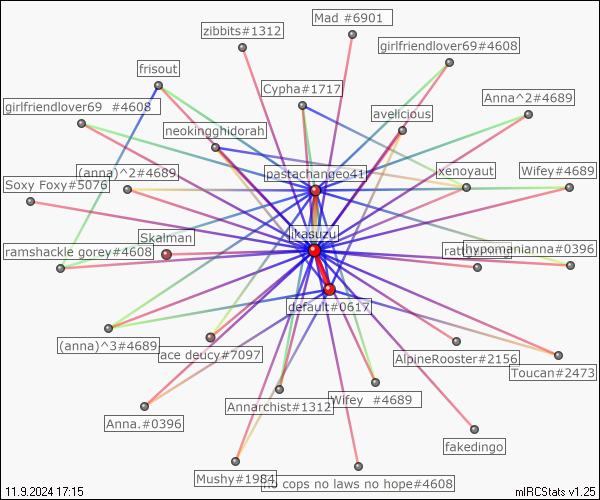 Mad #6901
zibbits#1312
girlfriendlover69#4608
frisout
Cypha#1717
Anna^2#4689
girlfriendlover69 #4608
avelicious
neokingghidorah
(anna)^2#4689
pastachangeo41
xenoyaut
Wifey#4689
Soxy Foxy#5076
Skalman
jkasuzu
ramshackle gorey#4608
hypomanianna#0396
default#0617
(anna)^3#4689
ace deucy#7097
AlpineRooster#2156
Toucan#2473
Anna.#0396
Annarchist#1312
Wifey #4689
fakedingo
Mushy#1984
no cops no laws no hope#4608
11.9.2024 17:15
mIRCStats v1.25